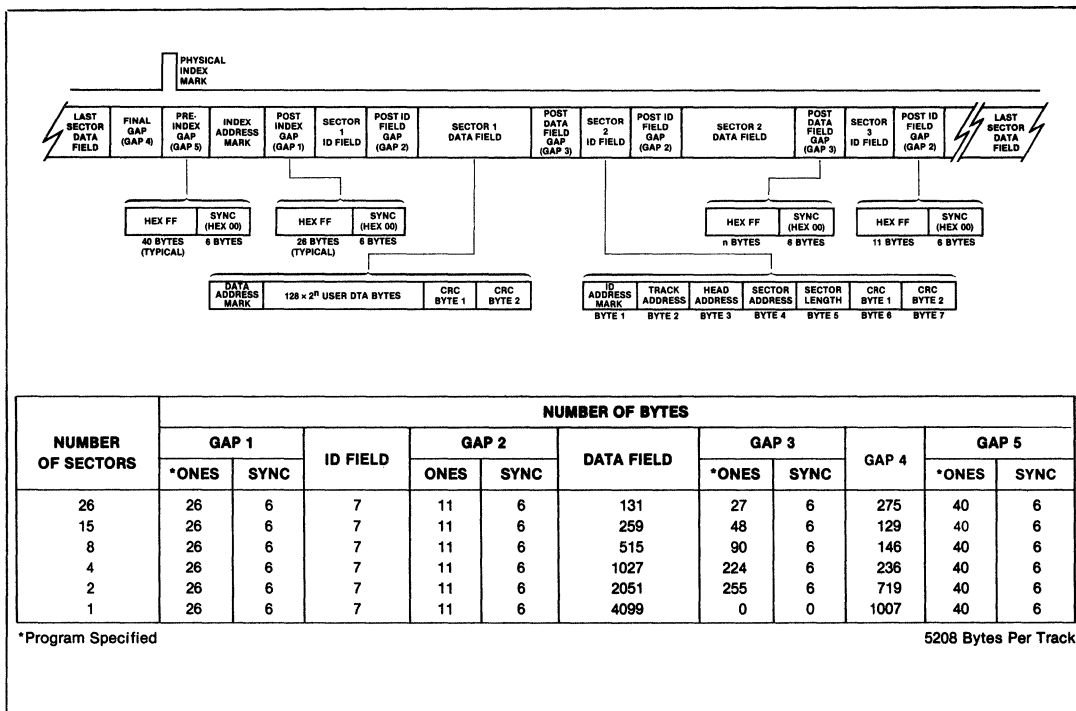 PHYSICAL
INDEX
MARK
LAST
SECTOR
DATA
FIELD
FINAL
GAP
(GAP 4)
PRE-
INDEX
GAP
(GAP 5)
INDEX
ADDRESS
MARK
POST
INDEX
GAP
(GAP 1)
SECTOR
1
ID FIELD
POST ID
FIELD
GAP
(GAP 2)
SECTOR 1
DATA FIELD
POST
DATA
FIELD
GAP
(GAP 3)
SECTOR
2
ID FIELD
POST ID
FIELD
GAP
(GAP 2)
SECTOR 2
DATA FIELD
POST
DATA
FIELD
GAP
(GAP 3)
SECTOR
3
ID FIELD
POST ID
FIELD
GAP
(GAP 2)
LAST
SECTOR
DATA
FIELD
HEX FF
SYNC
(HEX 00)
40 BYTES
(TYPICAL)
6 BYTES
HEX FF
SYNC
(HEX 00)
26 BYTES
(TYPICAL)
6 BYTES
HEX FF
SYNC
(HEX 00)
n BYTES
6 BYTES
HEX FF
SYNC
(HEX 00)
11 BYTES
6 BYTES
DATA
ADDRESS
MARK
128 × 2ⁿ USER DTA BYTES
CRC
BYTE 1
CRC
BYTE 2
ID
ADDRESS
MARK
TRACK
ADDRESS
HEAD
ADDRESS
SECTOR
ADDRESS
SECTOR
LENGTH
CRC
BYTE 1
CRC
BYTE 2
BYTE 1 BYTE 2 BYTE 3 BYTE 4 BYTE 5 BYTE 6 BYTE 7
NUMBER OF BYTES
NUMBER
OF SECTORS
GAP 1 ID FIELD GAP 2 DATA FIELD GAP 3 GAP 4 GAP 5
*ONES SYNC ONES SYNC *ONES SYNC *ONES SYNC
26 26 6 7 11 6 131 27 6 275 40 6
15 26 6 7 11 6 259 48 6 129 40 6
8 26 6 7 11 6 515 90 6 146 40 6
4 26 6 7 11 6 1027 224 6 236 40 6
2 26 6 7 11 6 2051 255 6 719 40 6
1 26 6 7 11 6 4099 0 0 1007 40 6
*Program Specified 5208 Bytes Per Track